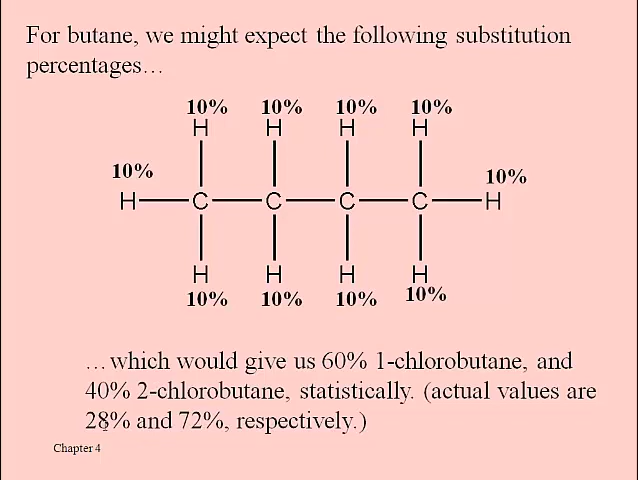 For butane, we might expect the following substitution
percentages…
10% 10% 10% 10%
H H H H
10% 10%
H C C C C H
H H H H
10% 10% 10% 10%
…which would give us 60% 1-chlorobutane, and
40% 2-chlorobutane, statistically. (actual values are
28% and 72%, respectively.)
Chapter 4